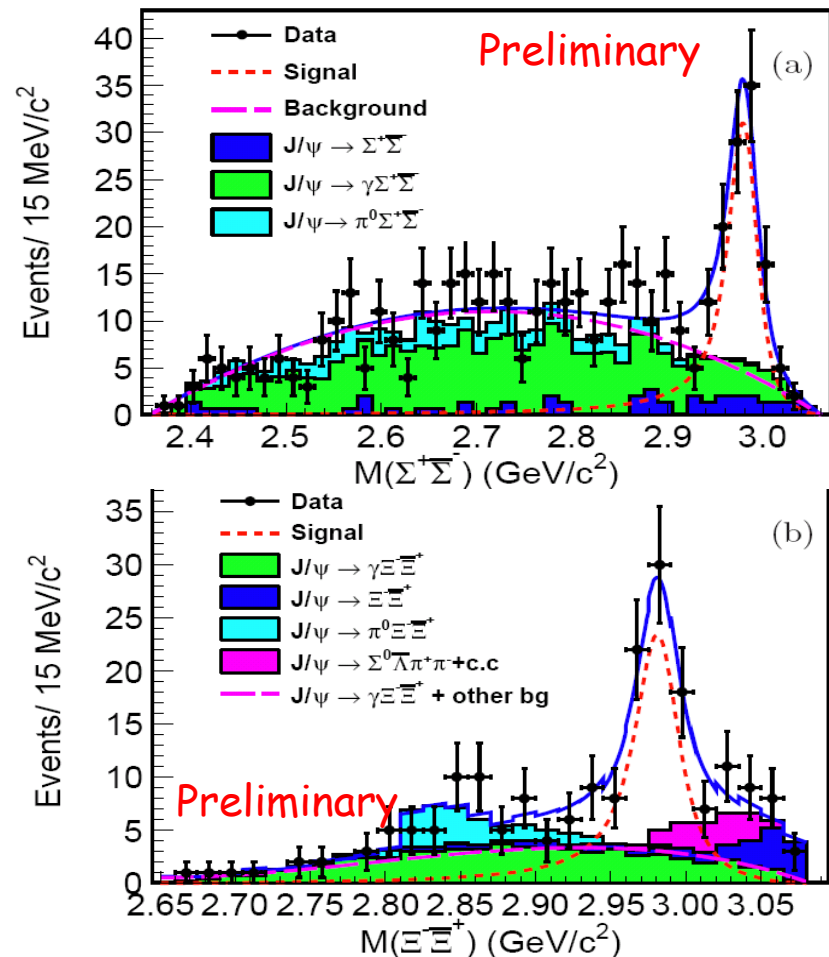 Preliminary
(a)
Data
Signal
Background
J/ψ → Σ⁺Σ̅⁻
J/ψ → γΣ⁺Σ̅⁻
J/ψ → π⁰Σ⁺Σ̅⁻
Events/ 15 MeV/c²
40
35
30
25
20
15
10
5
0
2.4 2.5 2.6 2.7 2.8 2.9 3.0
M(Σ⁺Σ̅⁻) (GeV/c²)
(b)
Data
Signal
J/ψ → γΞ⁻Ξ̅⁺
J/ψ → Ξ⁻Ξ̅⁺
J/ψ → π⁰Ξ⁻Ξ̅⁺
J/ψ → Σ⁰Λ̅π⁺π⁻+c.c
J/ψ → γΞ⁻Ξ̅⁺ + other bg
Preliminary
Events/ 15 MeV/c²
35
30
25
20
15
10
5
0
2.65 2.70 2.75 2.80 2.85 2.90 2.95 3.00 3.05
M(Ξ⁻Ξ̅⁺) (GeV/c²)